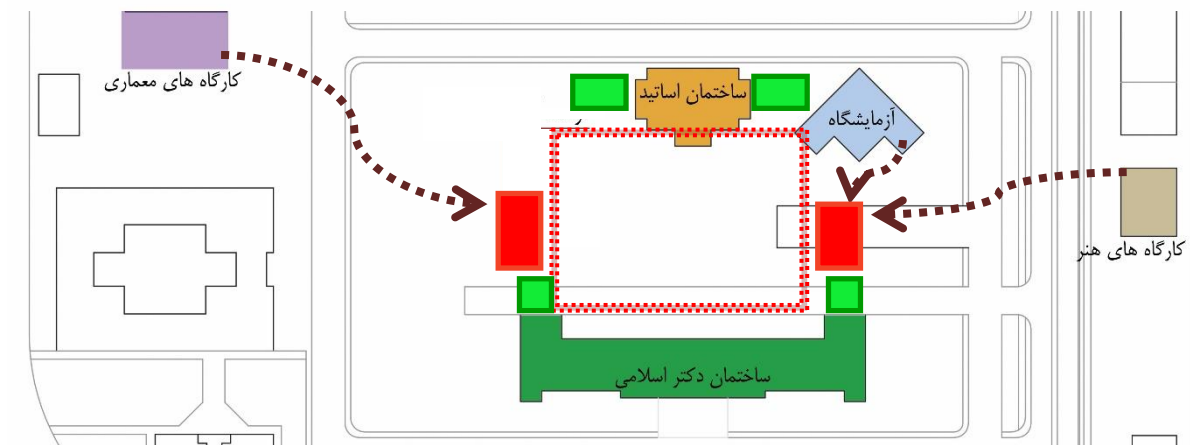 کارگاه های معماری
ساختمان اساتید
آزمایشگاه
کارگاه های هنر
ساختمان دکتر اسلامی